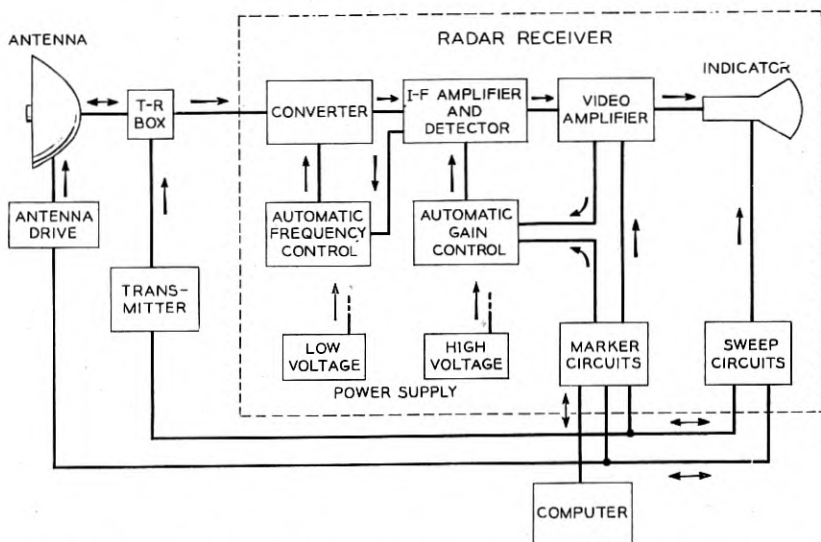 RADAR RECEIVER
ANTENNA
INDICATOR
T-R
BOX
CONVERTER
I-F AMPLIFIER
AND
DETECTOR
VIDEO
AMPLIFIER
ANTENNA
DRIVE
AUTOMATIC
FREQUENCY
CONTROL
AUTOMATIC
GAIN
CONTROL
TRANS-
MITTER
LOW
VOLTAGE
HIGH
VOLTAGE
MARKER
CIRCUITS
SWEEP
CIRCUITS
POWER SUPPLY
COMPUTER